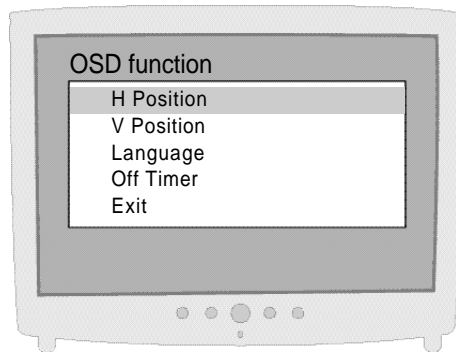 OSD function
H Position
V Position
Language
Off Timer
Exit